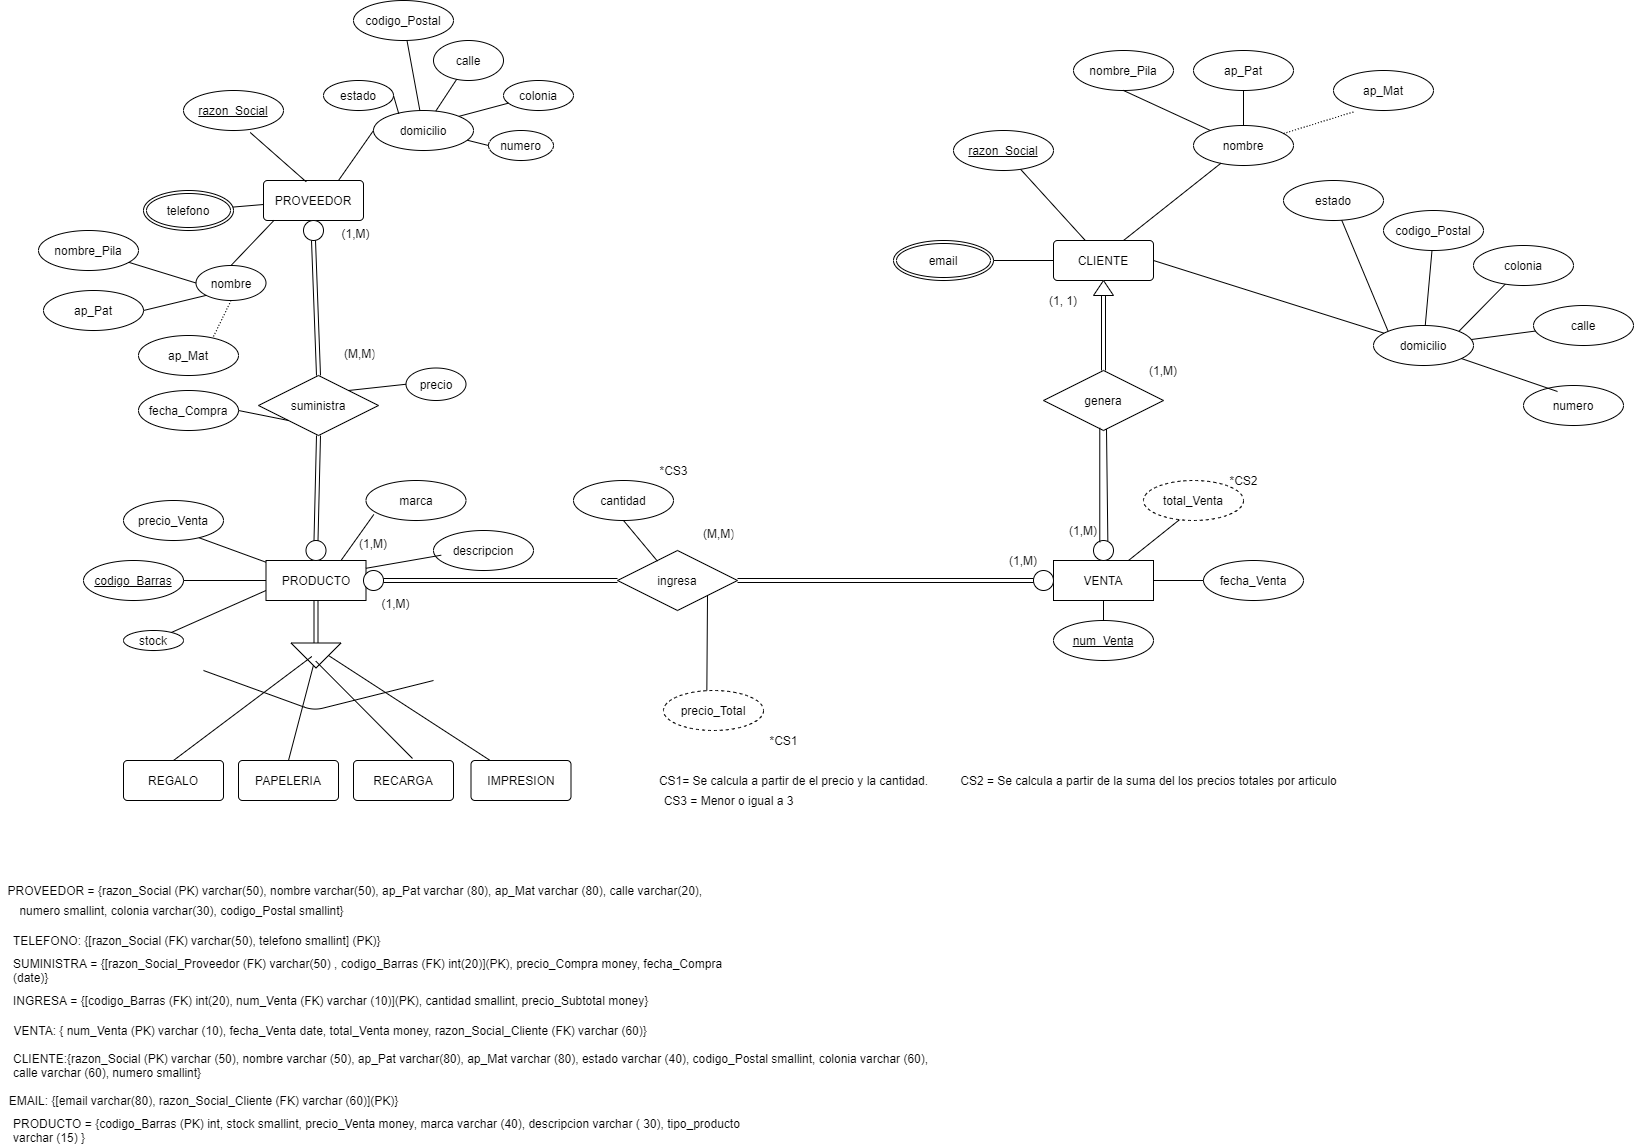 codigo_Postal
calle
estado
colonia
razon_Social
domicilio
numero
PROVEEDOR
telefono
(1,M)
nombre_Pila
nombre
ap_Pat
ap_Mat
(M,M)
precio
fecha_Compra
suministra
nombre_Pila
ap_Pat
ap_Mat
razon_Social
nombre
estado
codigo_Postal
email
CLIENTE
colonia
(1, 1)
calle
domicilio
(1,M)
genera
numero
*CS3
*CS2
marca
cantidad
total_Venta
precio_Venta
(M,M)
(1,M)
(1,M)
descripcion
(1,M)
codigo_Barras
PRODUCTO
ingresa
VENTA
fecha_Venta
(1,M)
stock
num_Venta
precio_Total
*CS1
REGALO
PAPELERIA
RECARGA
IMPRESION
CS1= Se calcula a partir de el precio y la cantidad.
CS2 = Se calcula a partir de la suma del los precios totales por articulo
CS3 = Menor o igual a 3
PROVEEDOR = {razon_Social (PK) varchar(50), nombre varchar(50), ap_Pat varchar (80), ap_Mat varchar (80), calle varchar(20),
numero smallint, colonia varchar(30), codigo_Postal smallint}
TELEFONO: {[razon_Social (FK) varchar(50), telefono smallint] (PK)}
SUMINISTRA = {[razon_Social_Proveedor (FK) varchar(50) , codigo_Barras (FK) int(20)](PK), precio_Compra money, fecha_Compra
(date)}
INGRESA = {[codigo_Barras (FK) int(20), num_Venta (FK) varchar (10)](PK), cantidad smallint, precio_Subtotal money}
VENTA: { num_Venta (PK) varchar (10), fecha_Venta date, total_Venta money, razon_Social_Cliente (FK) varchar (60)}
CLIENTE:{razon_Social (PK) varchar (50), nombre varchar (50), ap_Pat varchar(80), ap_Mat varchar (80), estado varchar (40), codigo_Postal smallint, colonia varchar (60),
calle varchar (60), numero smallint}
EMAIL: {[email varchar(80), razon_Social_Cliente (FK) varchar (60)](PK)}
PRODUCTO = {codigo_Barras (PK) int, stock smallint, precio_Venta money, marca varchar (40), descripcion varchar ( 30), tipo_producto
varchar (15) }